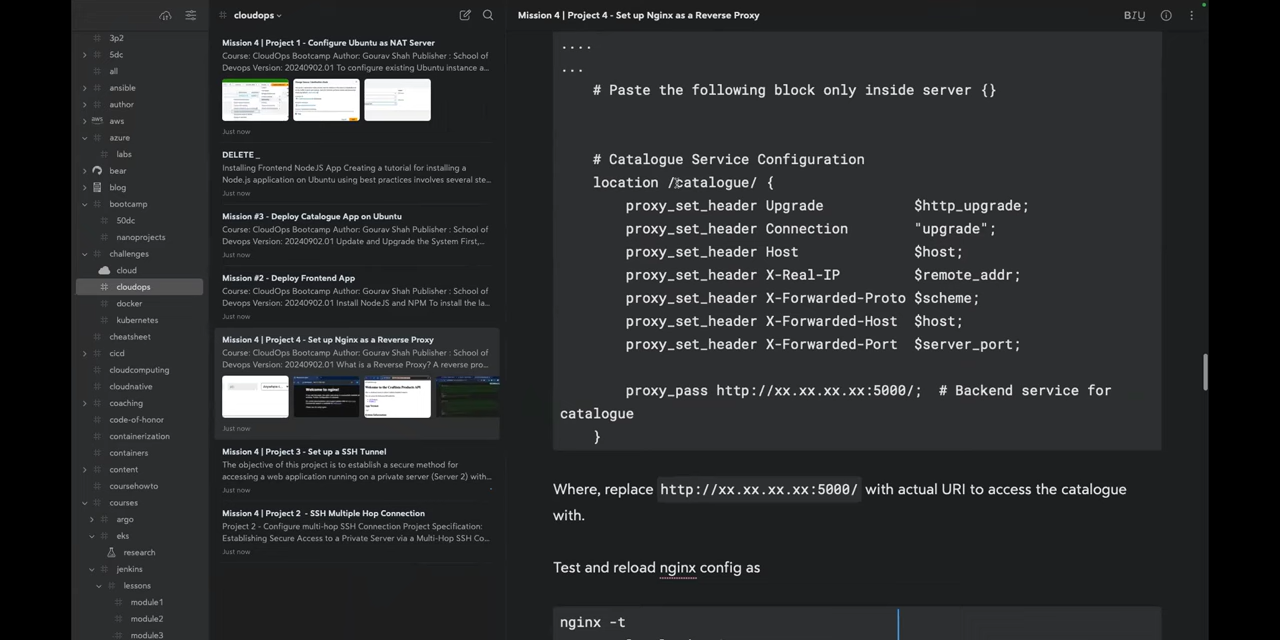 3p2
5dc
all
ansible
author
aws
azure
labs
bear
blog
bootcamp
50dc
nanoprojects
challenges
cloud
cloudops
docker
kubernetes
cheatsheet
cicd
cloudcomputing
cloudnative
coaching
code-of-honor
containerization
containers
content
coursehowto
courses
argo
eks
research
jenkins
lessons
module1
module2
module3
cloudops
Mission 4 | Project 1 - Configure Ubuntu as NAT Server
Course: CloudOps Bootcamp Author: Gourav Shah Publisher : School of
Devops Version: 20240902.01 To configure existing Ubuntu instance a...
Just now
DELETE _
Installing Frontend NodeJS App Creating a tutorial for installing a
Node.js application on Ubuntu using best practices involves several ste...
Just now
Mission #3 - Deploy Catalogue App on Ubuntu
Course: CloudOps Bootcamp Author: Gourav Shah Publisher : School of
Devops Version: 20240902.01 Update and Upgrade the System First,...
Just now
Mission #2 - Deploy Frontend App
Course: CloudOps Bootcamp Author: Gourav Shah Publisher : School of
Devops Version: 20240902.01 Install NodeJS and NPM To install the la...
Just now
Mission 4 | Project 4 - Set up Nginx as a Reverse Proxy
Course: CloudOps Bootcamp Author: Gourav Shah Publisher : School of
Devops Version: 20240902.01 What is a Reverse Proxy? A reverse pro...
Just now
Mission 4 | Project 3 - Set up a SSH Tunnel
The objective of this project is to establish a secure method for
accessing a web application running on a private server (Server 2) with...
Just now
Mission 4 | Project 2 - SSH Multiple Hop Connection
Project 2 - Configure multi-hop SSH Connection Project Specification:
Establishing Secure Access to a Private Server via a Multi-Hop SSH Co...
Just now
Mission 4 | Project 4 - Set up Nginx as a Reverse Proxy
BIU
....
...
# Paste the following block only inside server {}
# Catalogue Service Configuration
location /catalogue/ {
proxy_set_header Upgrade $http_upgrade;
proxy_set_header Connection "upgrade";
proxy_set_header Host $host;
proxy_set_header X-Real-IP $remote_addr;
proxy_set_header X-Forwarded-Proto $scheme;
proxy_set_header X-Forwarded-Host $host;
proxy_set_header X-Forwarded-Port $server_port;
proxy_pass http://xx.xx.xx.xx:5000/; # Backend service for
catalogue
}
Where, replace http://xx.xx.xx.xx:5000/ with actual URI to access the catalogue
with.
Test and reload nginx config as
nginx -t